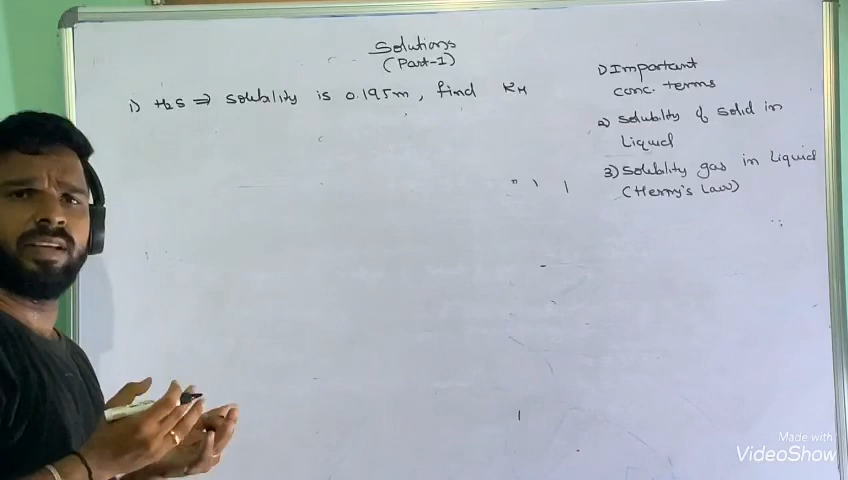 Solutions
(Part-1)
1) H₂S ⇒ solubality is 0.195m, find KH
1) Important
conc. terms
2) solubility of solid in
Liquid
3) solubility gas in Liquid
(Henry's Law)
Made with
VideoShow